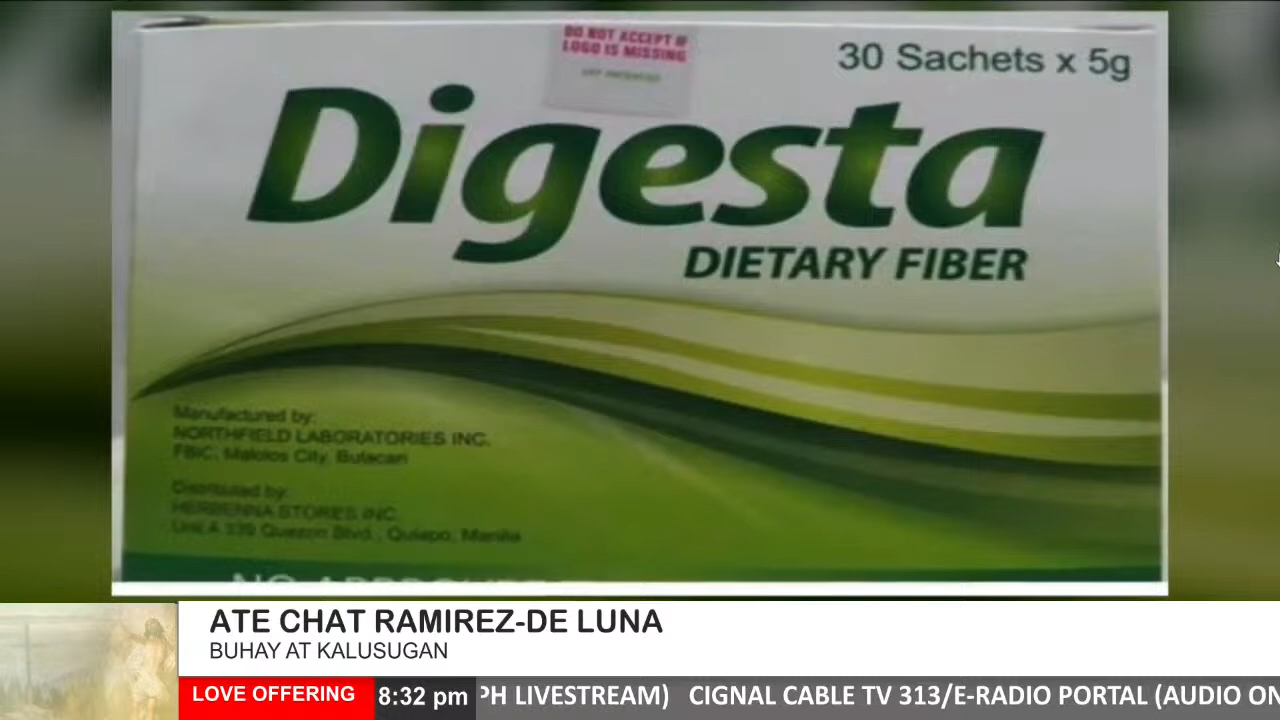 DO NOT ACCEPT IF
LOGO IS MISSING
30 Sachets x 5g
Digesta
DIETARY FIBER
Manufactured by:
NORTHFIELD LABORATORIES INC.
FBIC, Malolos City, Bulacan
Distributed by:
HERBENNA STORES INC.
Unit A 339 Quezon Blvd., Quiapo, Manila
ATE CHAT RAMIREZ-DE LUNA
BUHAY AT KALUSUGAN
LOVE OFFERING 8:32 pm PH LIVESTREAM) CIGNAL CABLE TV 313/E-RADIO PORTAL (AUDIO ON